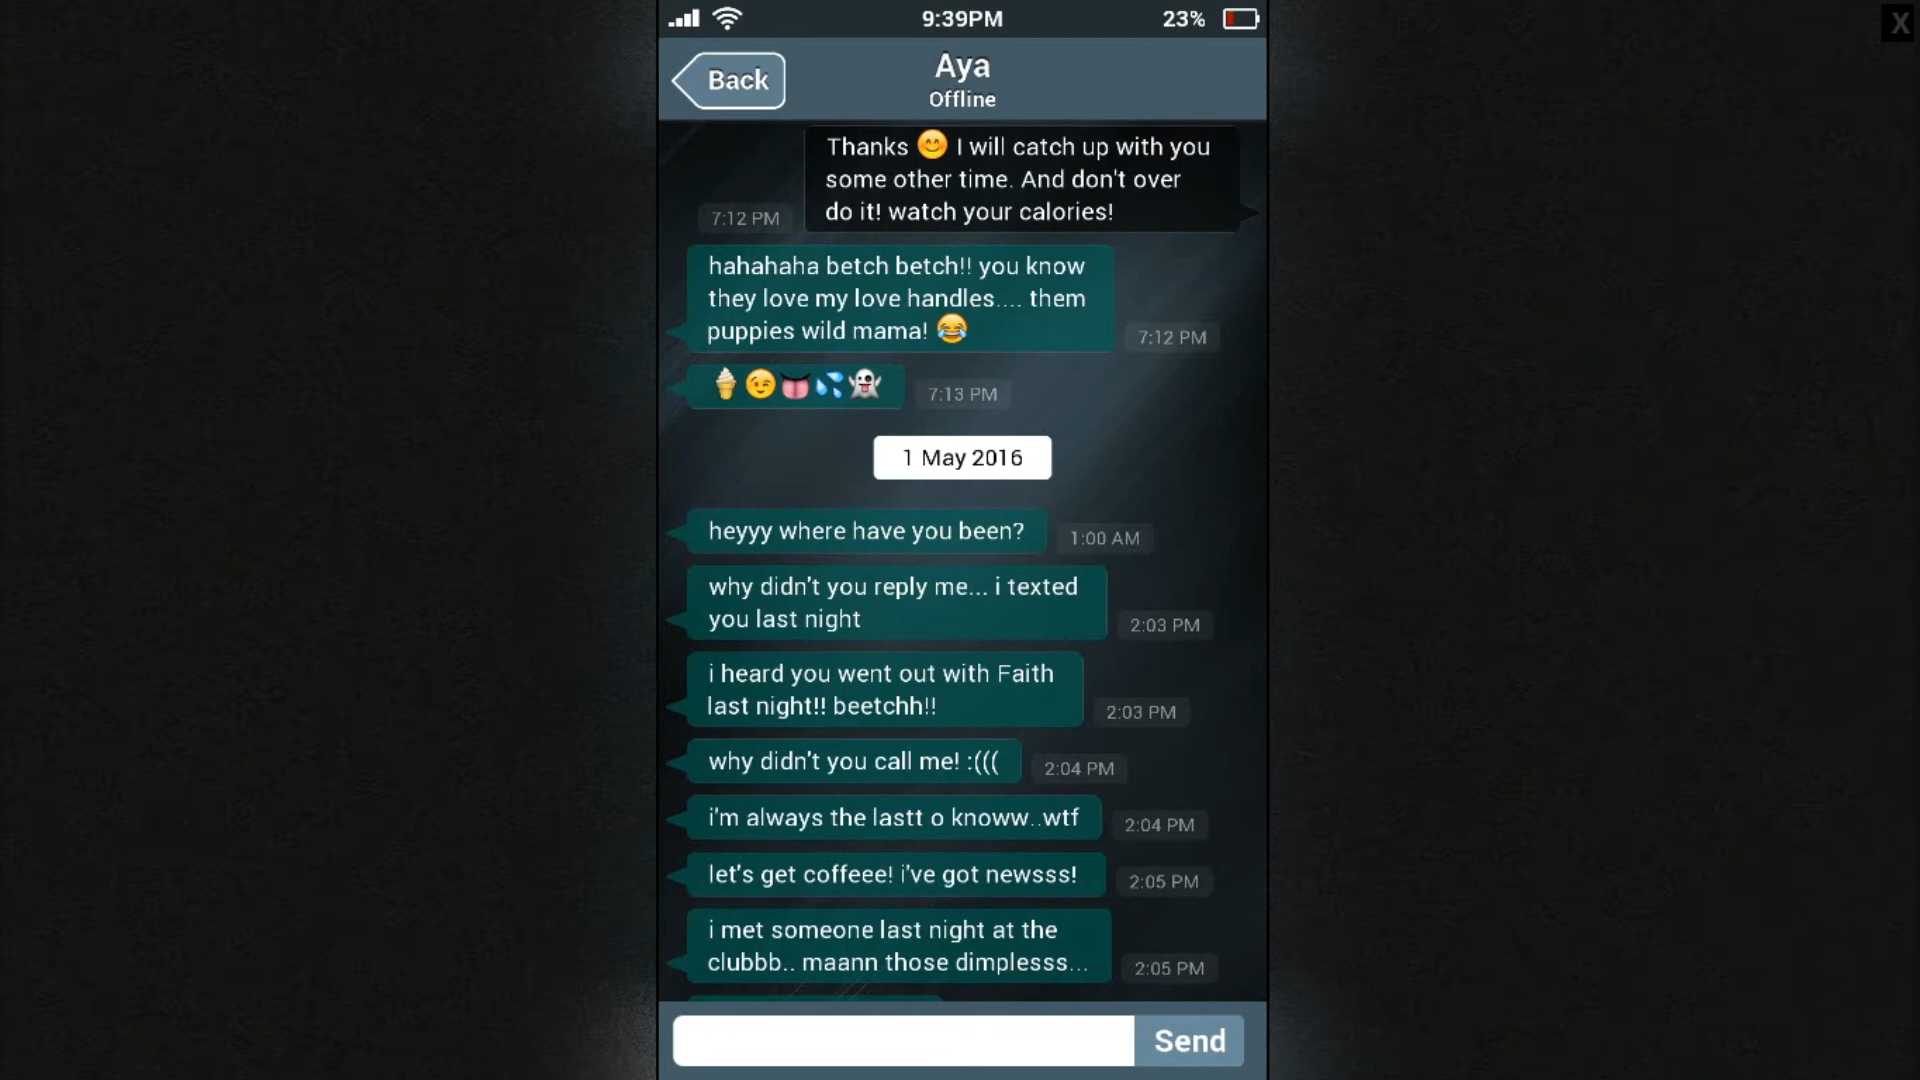 9:39PM
23%
X
Back
Aya
Offline
Thanks 😊 I will catch up with you
some other time. And don't over
do it! watch your calories!
7:12 PM
hahahaha betch betch!! you know
they love my love handles.... them
puppies wild mama! 😂
7:12 PM
🍦😉👅💦👻
7:13 PM
1 May 2016
heyyy where have you been?
1:00 AM
why didn't you reply me... i texted
you last night
2:03 PM
i heard you went out with Faith
last night!! beetchh!!
2:03 PM
why didn't you call me! :(((
2:04 PM
i'm always the lastt o knoww..wtf
2:04 PM
let's get coffeee! i've got newsss!
2:05 PM
i met someone last night at the
clubbb.. maann those dimplesss...
2:05 PM
Send